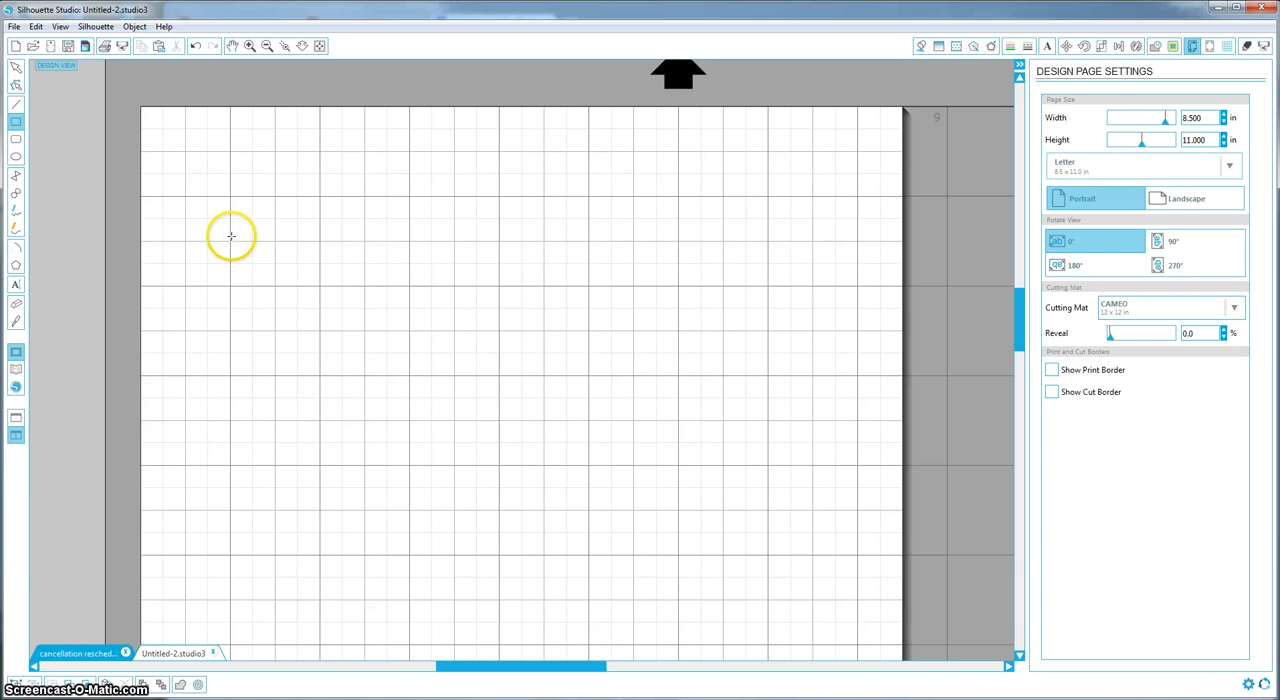 Silhouette Studio: Untitled-2.studio3
File Edit View Silhouette Object Help
DESIGN VIEW
9
DESIGN PAGE SETTINGS
Page Size
Width 8.500 in
Height 11.000 in
Letter
8.5 x 11.0 in
Portrait Landscape
Rotate View
0° 90°
180° 270°
Cutting Mat
Cutting Mat CAMEO
12 x 12 in
Reveal 0.0 %
Print and Cut Borders
Show Print Border
Show Cut Border
cancellation resched... Untitled-2.studio3
Screencast-O-Matic.com